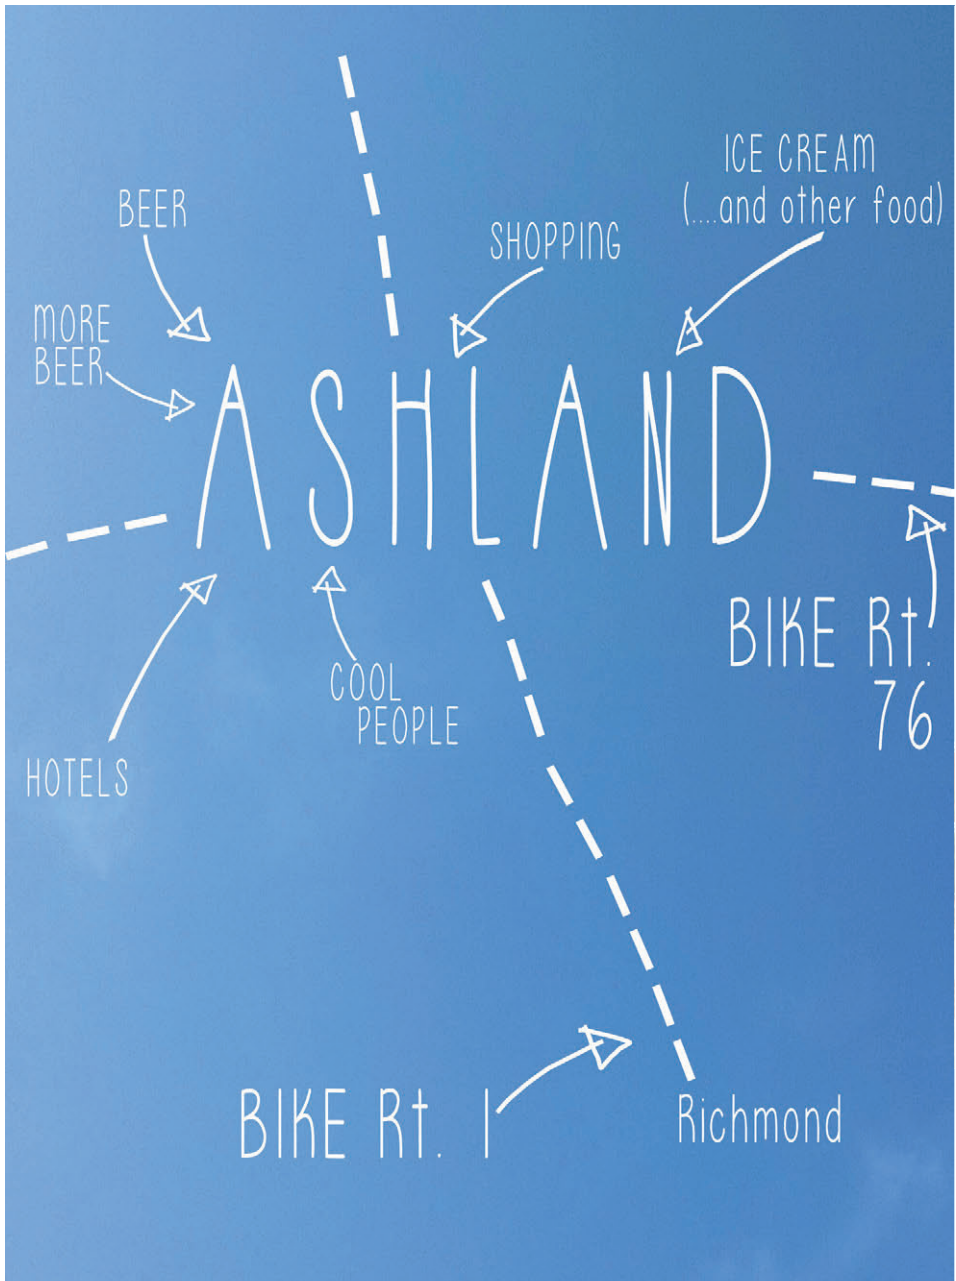 ICE CREAM
(....and other food)
BEER
SHOPPING
MORE
BEER
ASHLAND
BIKE Rt.
76
COOL
PEOPLE
HOTELS
BIKE Rt. 1
Richmond